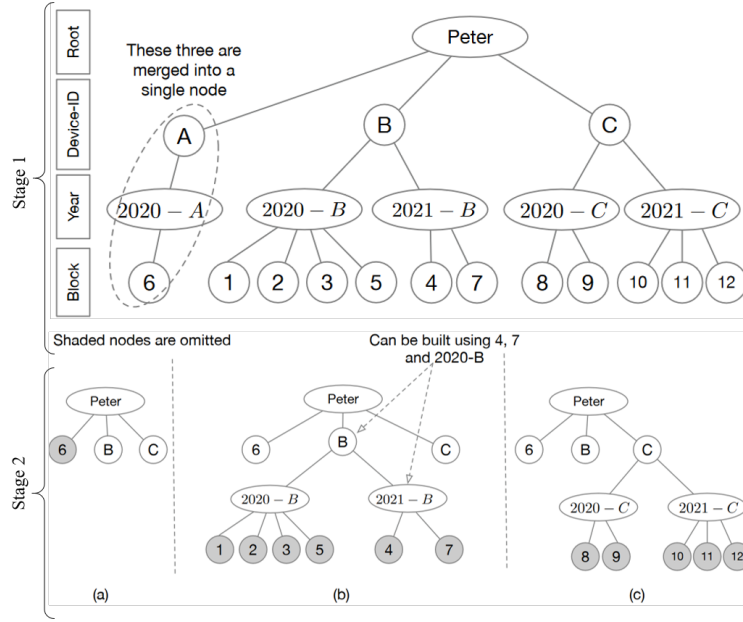 Stage 1
Root
Device-ID
Year
Block
These three are
merged into a
single node
Peter
A
B
C
2020 − A
2020 − B
2021 − B
2020 − C
2021 − C
6
1
2
3
5
4
7
8
9
10
11
12
Stage 2
Shaded nodes are omitted
Can be built using 4, 7
and 2020-B
Peter
6
B
C
(a)
Peter
6
B
C
2020 − B
2021 − B
1
2
3
5
4
7
(b)
Peter
6
B
C
2020 − C
2021 − C
8
9
10
11
12
(c)